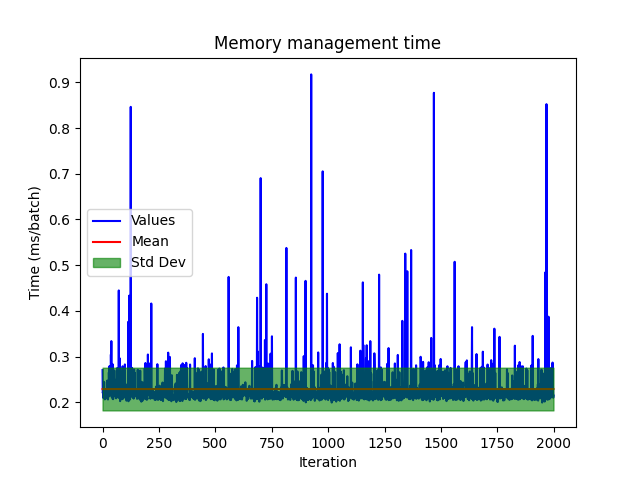 Memory management time
Time (ms/batch)
0.9
0.8
0.7
0.6
0.5
0.4
0.3
0.2
Values
Mean
Std Dev
0 250 500 750 1000 1250 1500 1750 2000
Iteration